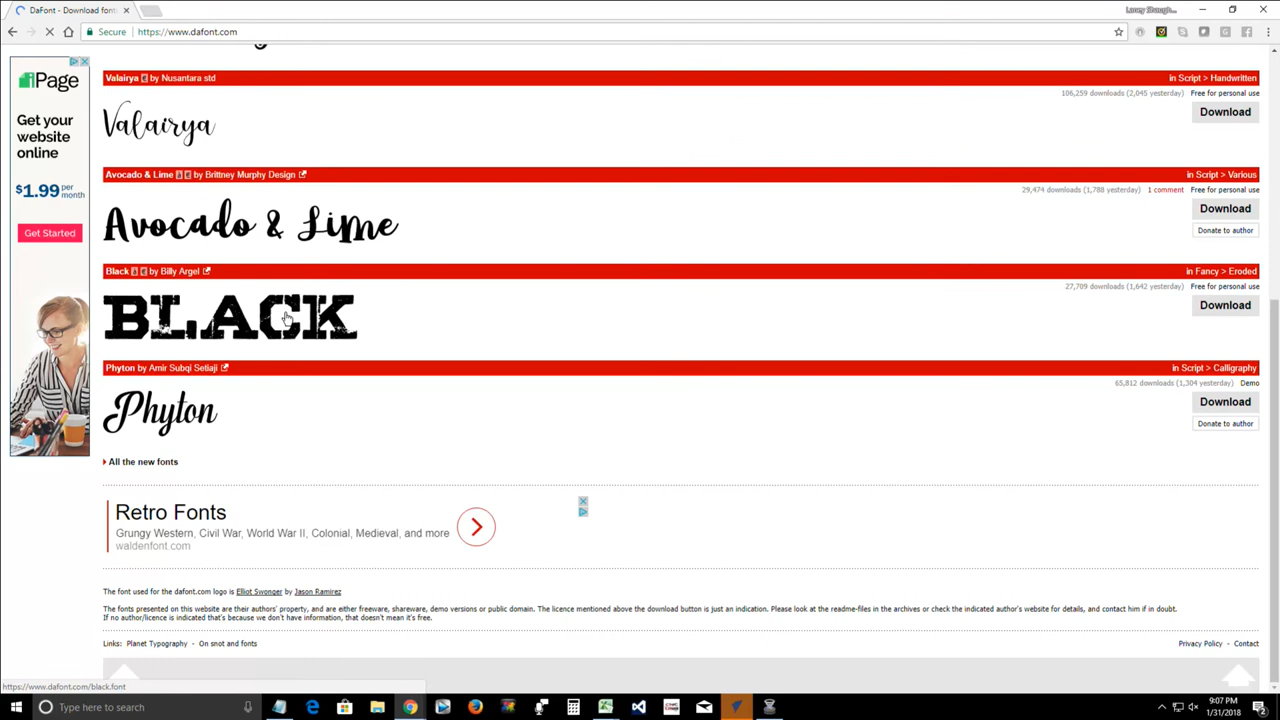 DaFont - Download font
Secure
https://www.dafont.com
iPage
Get your
website
online
$1.99 per
month
Get Started
Valairya € by Nusantara std
in Script > Handwritten
106,259 downloads (2,045 yesterday) Free for personal use
Valairya
Download
Avocado & Lime à € by Brittney Murphy Design
in Script > Various
29,474 downloads (1,788 yesterday) 1 comment Free for personal use
Avocado & Lime
Download
Donate to author
Black à € by Billy Argel
in Fancy > Eroded
27,709 downloads (1,642 yesterday) Free for personal use
BLACK
Download
Phyton by Amir Subqi Setiaji
in Script > Calligraphy
65,812 downloads (1,304 yesterday) Demo
Phyton
Download
Donate to author
All the new fonts
Retro Fonts
Grungy Western, Civil War, World War II, Colonial, Medieval, and more
waldenfont.com
The font used for the dafont.com logo is Elliot Swonger by Jason Ramirez
The fonts presented on this website are their authors' property, and are either freeware, shareware, demo versions or public domain. The licence mentioned above the download button is just an indication. Please look at the readme-files in the archives or check the indicated author's website for details, and contact him if in doubt.
If no author/licence is indicated that's because we don't have information, that doesn't mean it's free.
Links: Planet Typography - On snot and fonts
Privacy Policy - Contact
https://www.dafont.com/black.font
Type here to search
9:07 PM
1/31/2018